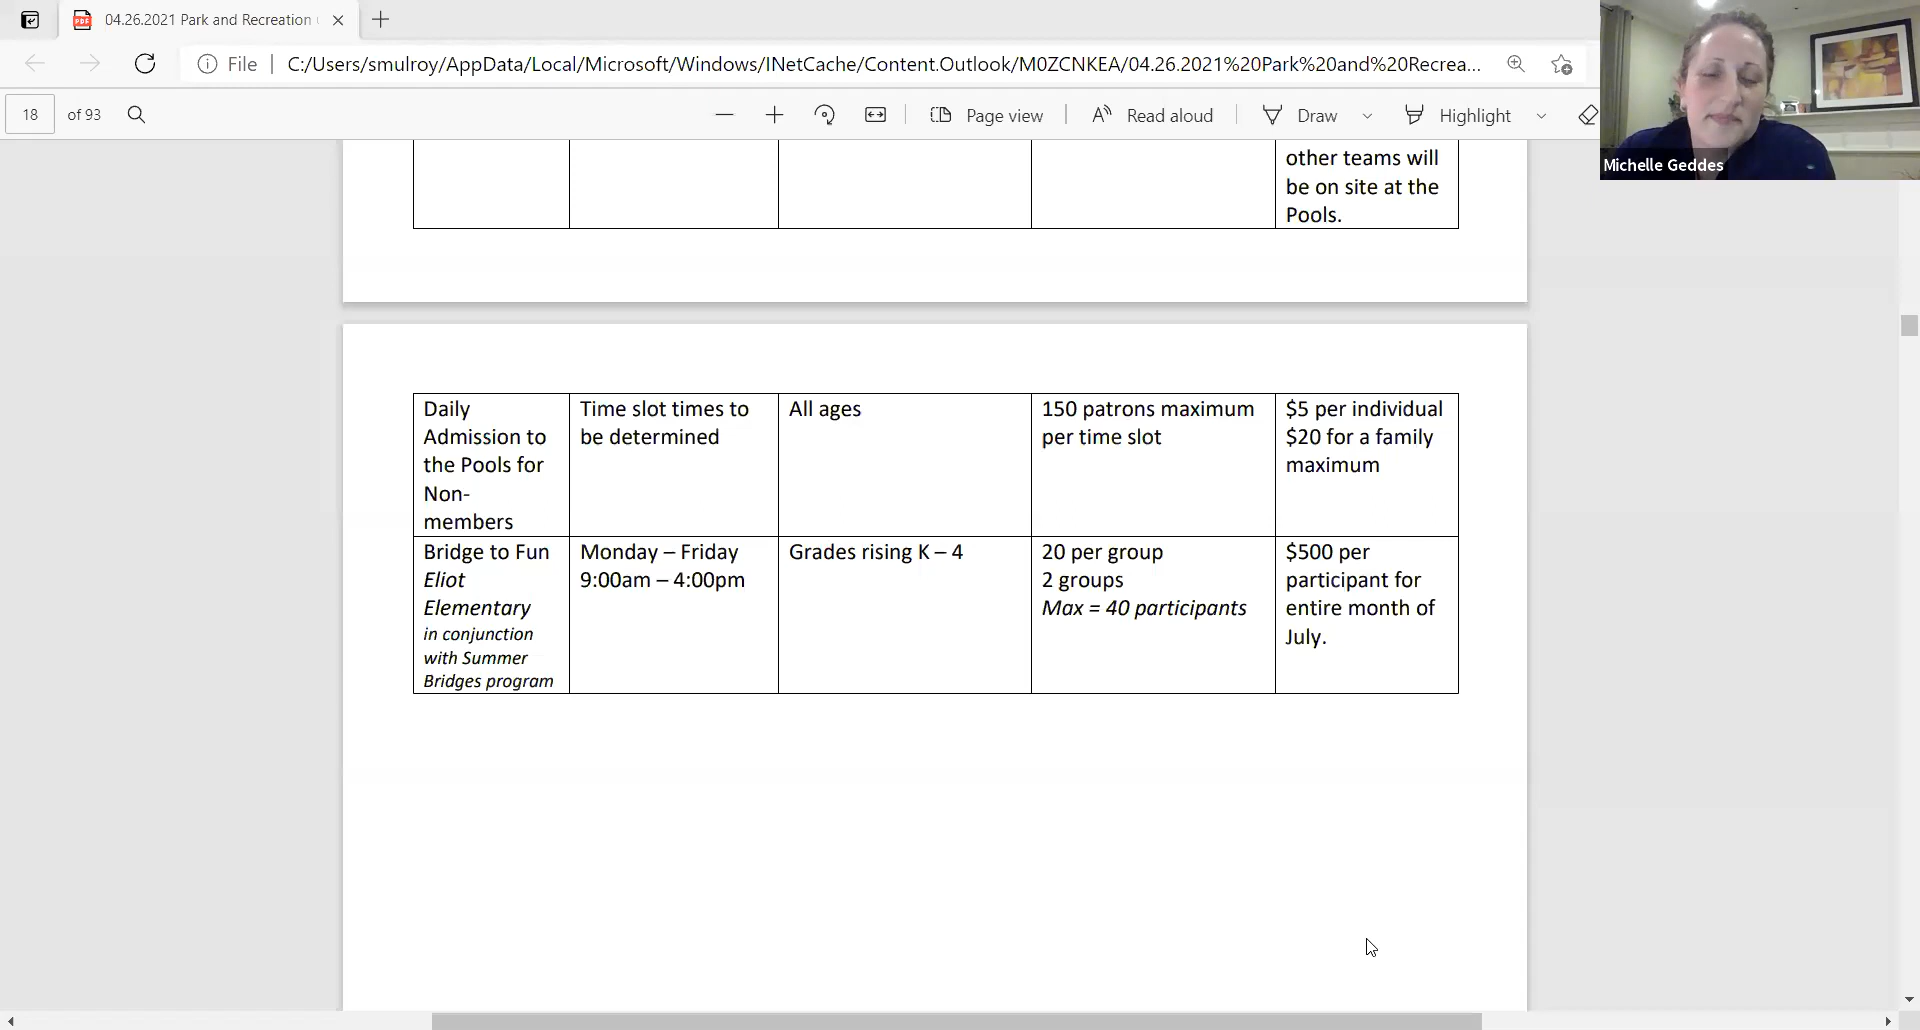 04.26.2021 Park and Recreation
File
C:/Users/smulroy/AppData/Local/Microsoft/Windows/INetCache/Content.Outlook/M0ZCNKEA/04.26.2021%20Park%20and%20Recrea...
18 of 93
Page view
Read aloud
Draw
Highlight
Michelle Geddes
other teams will
be on site at the
Pools.
Daily
Admission to
the Pools for
Non-
members
Time slot times to
be determined
All ages
150 patrons maximum
per time slot
$5 per individual
$20 for a family
maximum
Bridge to Fun
Eliot
Elementary
in conjunction
with Summer
Bridges program
Monday – Friday
9:00am – 4:00pm
Grades rising K – 4
20 per group
2 groups
Max = 40 participants
$500 per
participant for
entire month of
July.